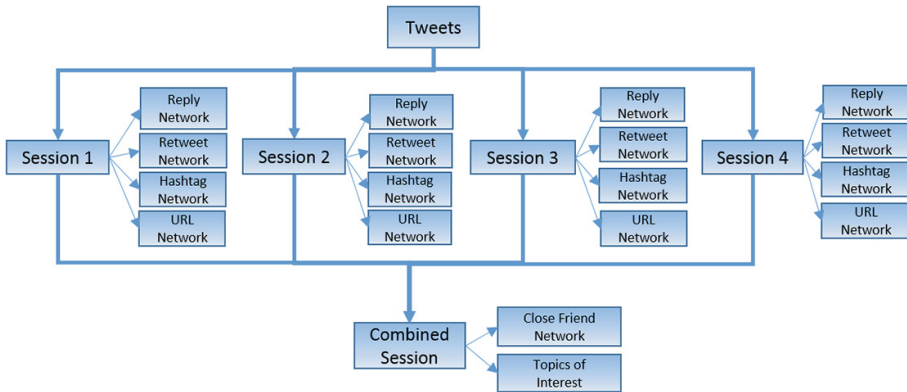 Tweets
Session 1
Reply
Network
Retweet
Network
Hashtag
Network
URL
Network
Session 2
Reply
Network
Retweet
Network
Hashtag
Network
URL
Network
Session 3
Reply
Network
Retweet
Network
Hashtag
Network
URL
Network
Session 4
Reply
Network
Retweet
Network
Hashtag
Network
URL
Network
Combined
Session
Close Friend
Network
Topics of
Interest